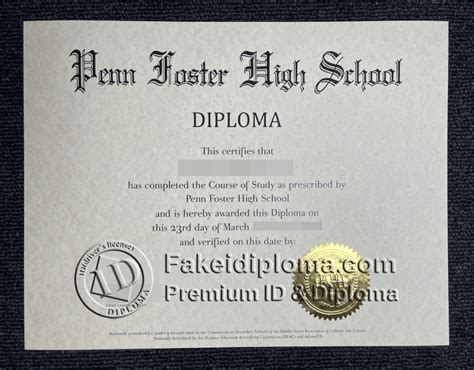 Penn Foster High School
DIPLOMA
This certifies that
has completed the Course of Study as prescribed by
Penn Foster High School
and is hereby awarded this Diploma on
this 23rd day of March
and verified on this date by:
Fakeidiploma.com
Premium ID & Diploma
ID
DIPLOMA